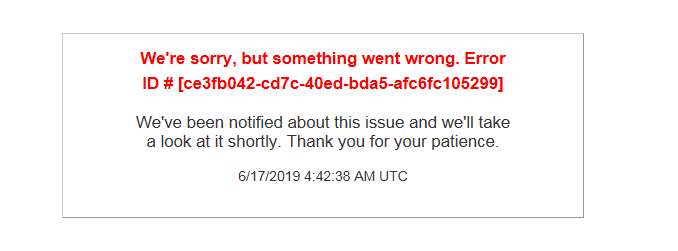 We're sorry, but something went wrong. Error
ID # [ce3fb042-cd7c-40ed-bda5-afc6fc105299]
We've been notified about this issue and we'll take
a look at it shortly. Thank you for your patience.
6/17/2019 4:42:38 AM UTC